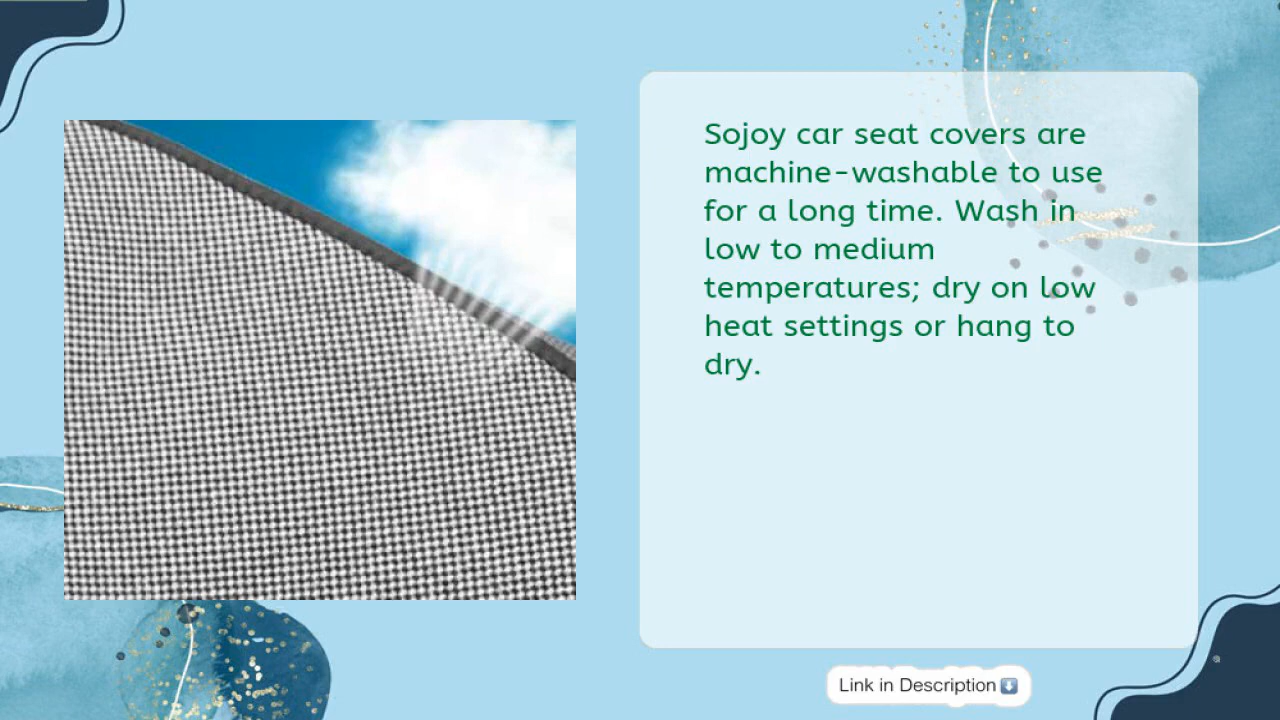 Sojoy car seat covers are
machine-washable to use
for a long time. Wash in
low to medium
temperatures; dry on low
heat settings or hang to
dry.
Link in Description⬇️